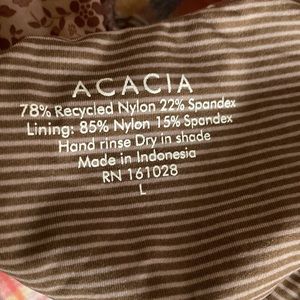 ACACIA
78% Recycled Nylon 22% Spandex
Lining: 85% Nylon 15% Spandex
Hand rinse Dry in shade
Made in Indonesia
RN 161028
L